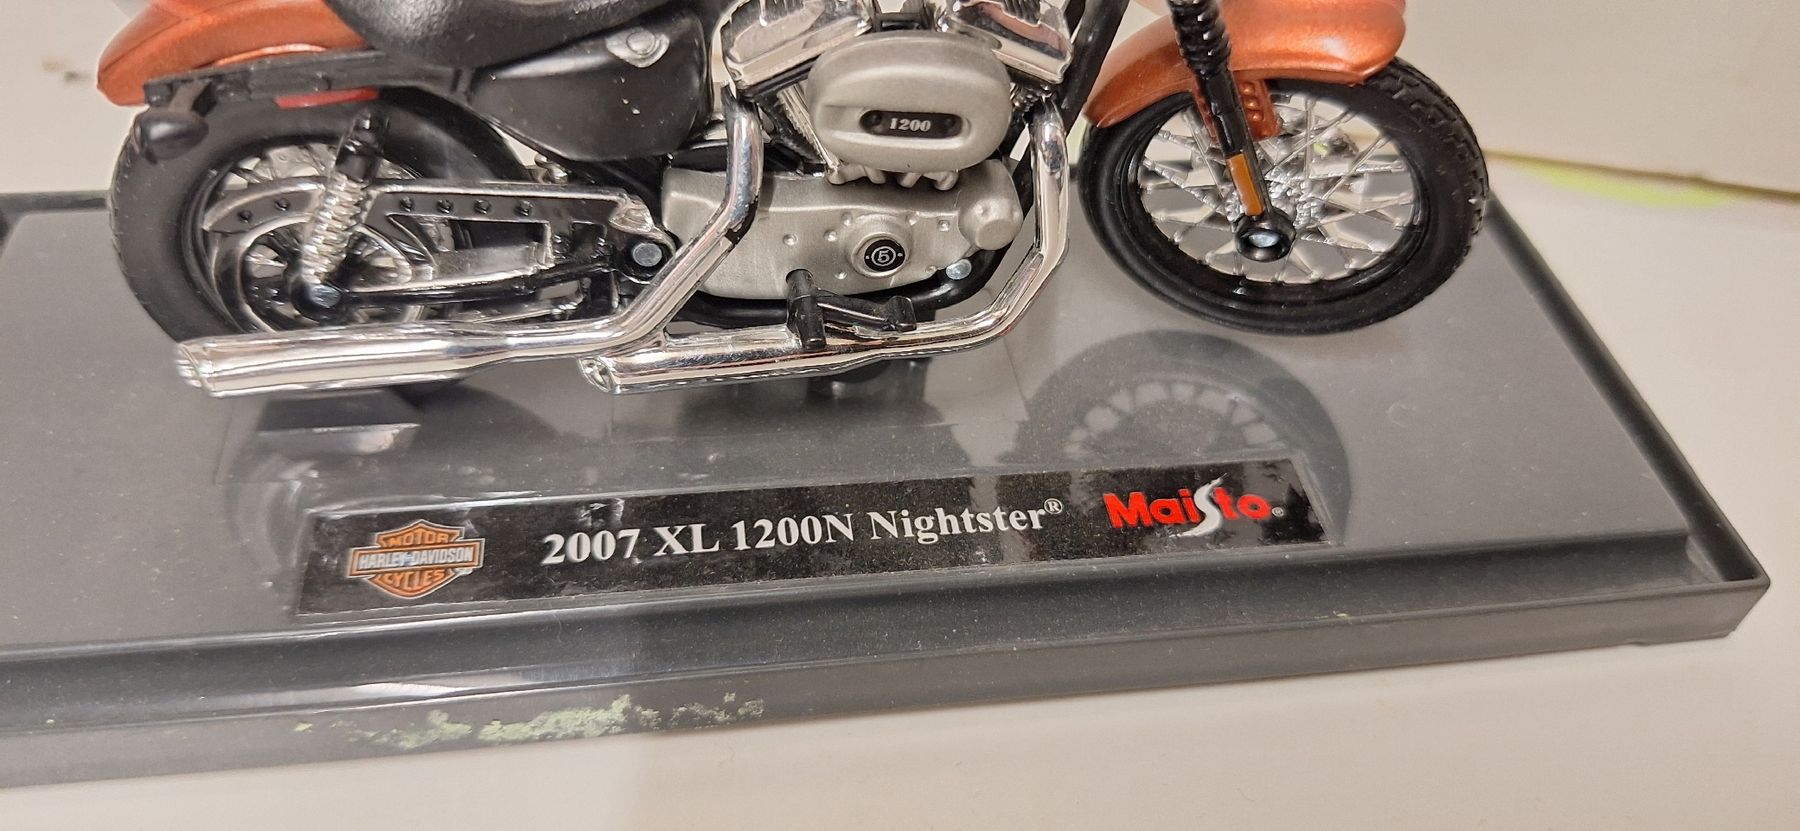 1200
5
MOTOR
HARLEY-DAVIDSON
CYCLES
2007 XL 1200N Nightster®
Maisto®